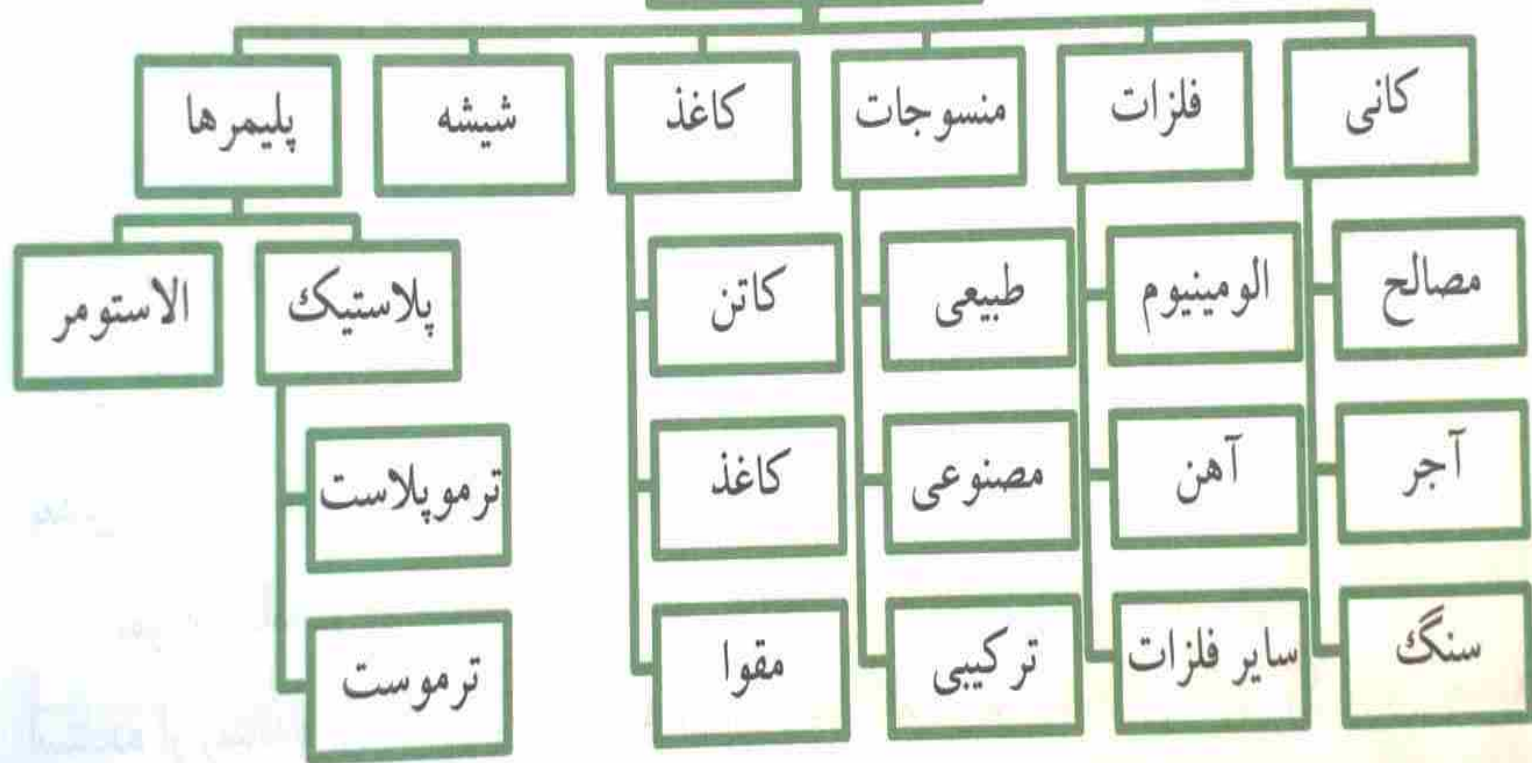 کانی
فلزات
منسوجات
کاغذ
شیشه
پلیمرها
مصالح
الومینیوم
طبیعی
کاتن
پلاستیک
الاستومر
آجر
آهن
مصنوعی
کاغذ
ترموپلاست
سنگ
سایر فلزات
ترکیبی
مقوا
ترموست